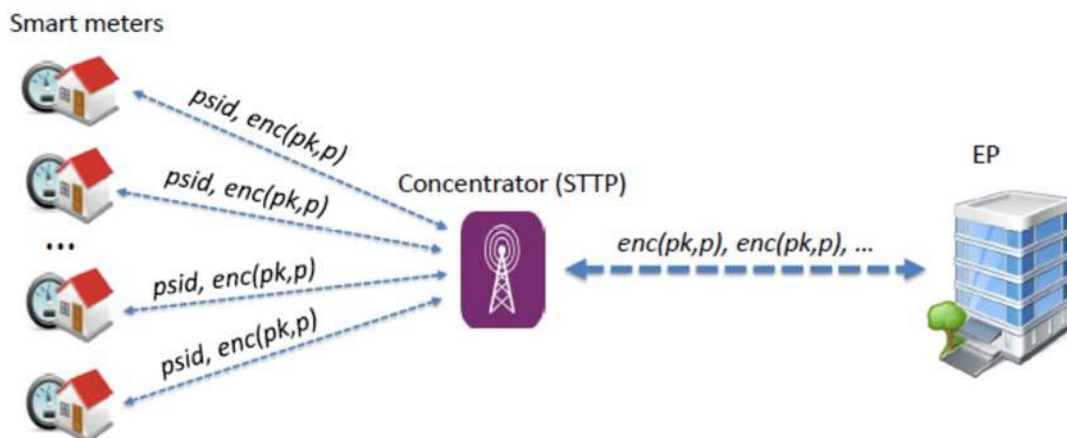 Smart meters
psid, enc(pk,p)
psid, enc(pk,p)
...
psid, enc(pk,p)
psid, enc(pk,p)
Concentrator (STTP)
enc(pk,p), enc(pk,p), ...
EP